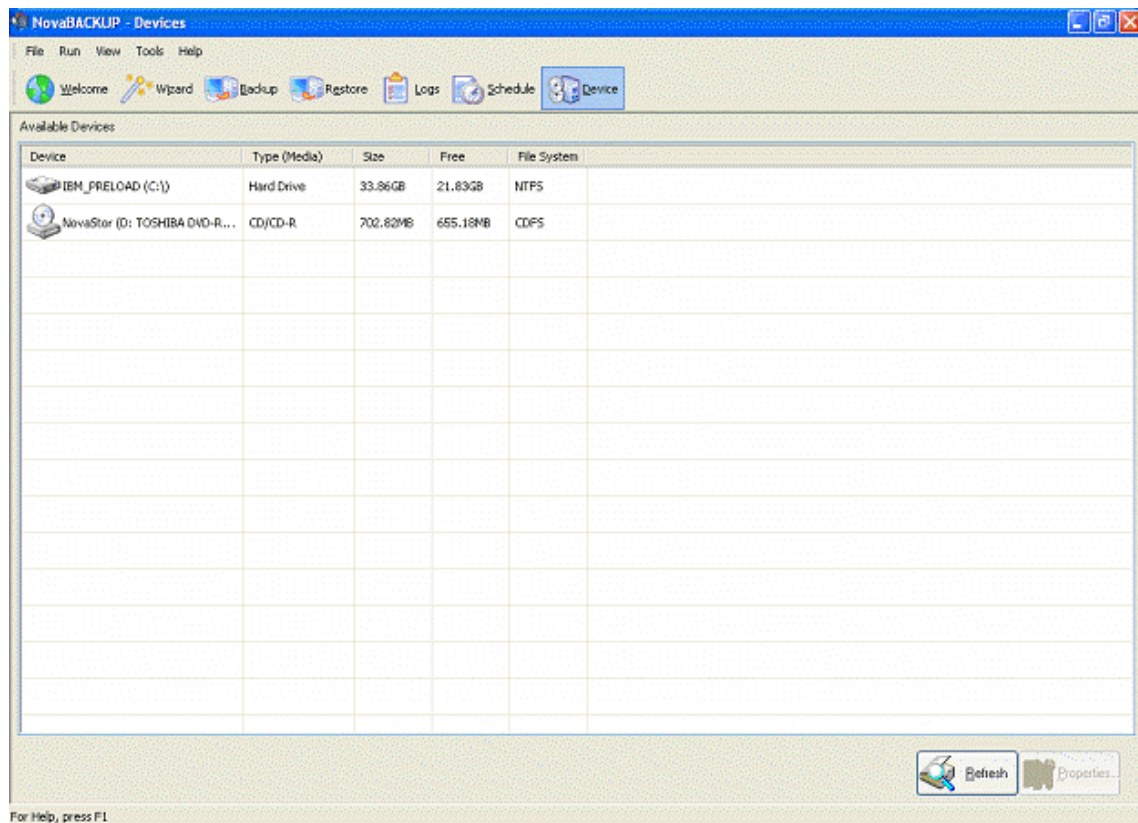 NovaBACKUP - Devices
File Run View Tools Help
Welcome Wizard Backup Restore Logs Schedule Device
Available Devices
Device Type (Media) Size Free File System
IBM_PRELOAD (C:\) Hard Drive 33.86GB 21.83GB NTFS
NovaStor (D: TOSHIBA DVD-R... CD/CD-R 702.82MB 655.18MB CDFS
Refresh Properties...
For Help, press F1